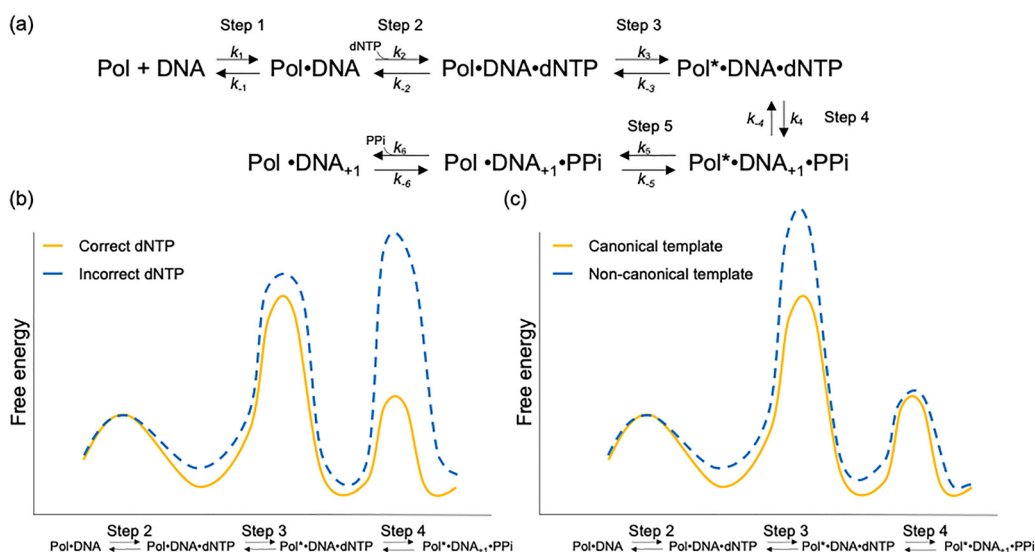 (a)
Step 1 Step 2 Step 3
Pol + DNA k1 k-1 Pol•DNA dNTP k2 k-2 Pol•DNA•dNTP k3 k-3 Pol*•DNA•dNTP
k-4 k4 Step 4
Step 5
Pol •DNA+1 PPi k6 k-6 Pol •DNA+1•PPi k5 k-5 Pol*•DNA+1•PPi
(b)
Correct dNTP
Incorrect dNTP
Free energy
Step 2 Step 3 Step 4
Pol•DNA Pol•DNA•dNTP Pol*•DNA•dNTP Pol*•DNA+1•PPi
(c)
Canonical template
Non-canonical template
Free energy
Step 2 Step 3 Step 4
Pol•DNA Pol•DNA•dNTP Pol*•DNA•dNTP Pol*•DNA+1•PPi